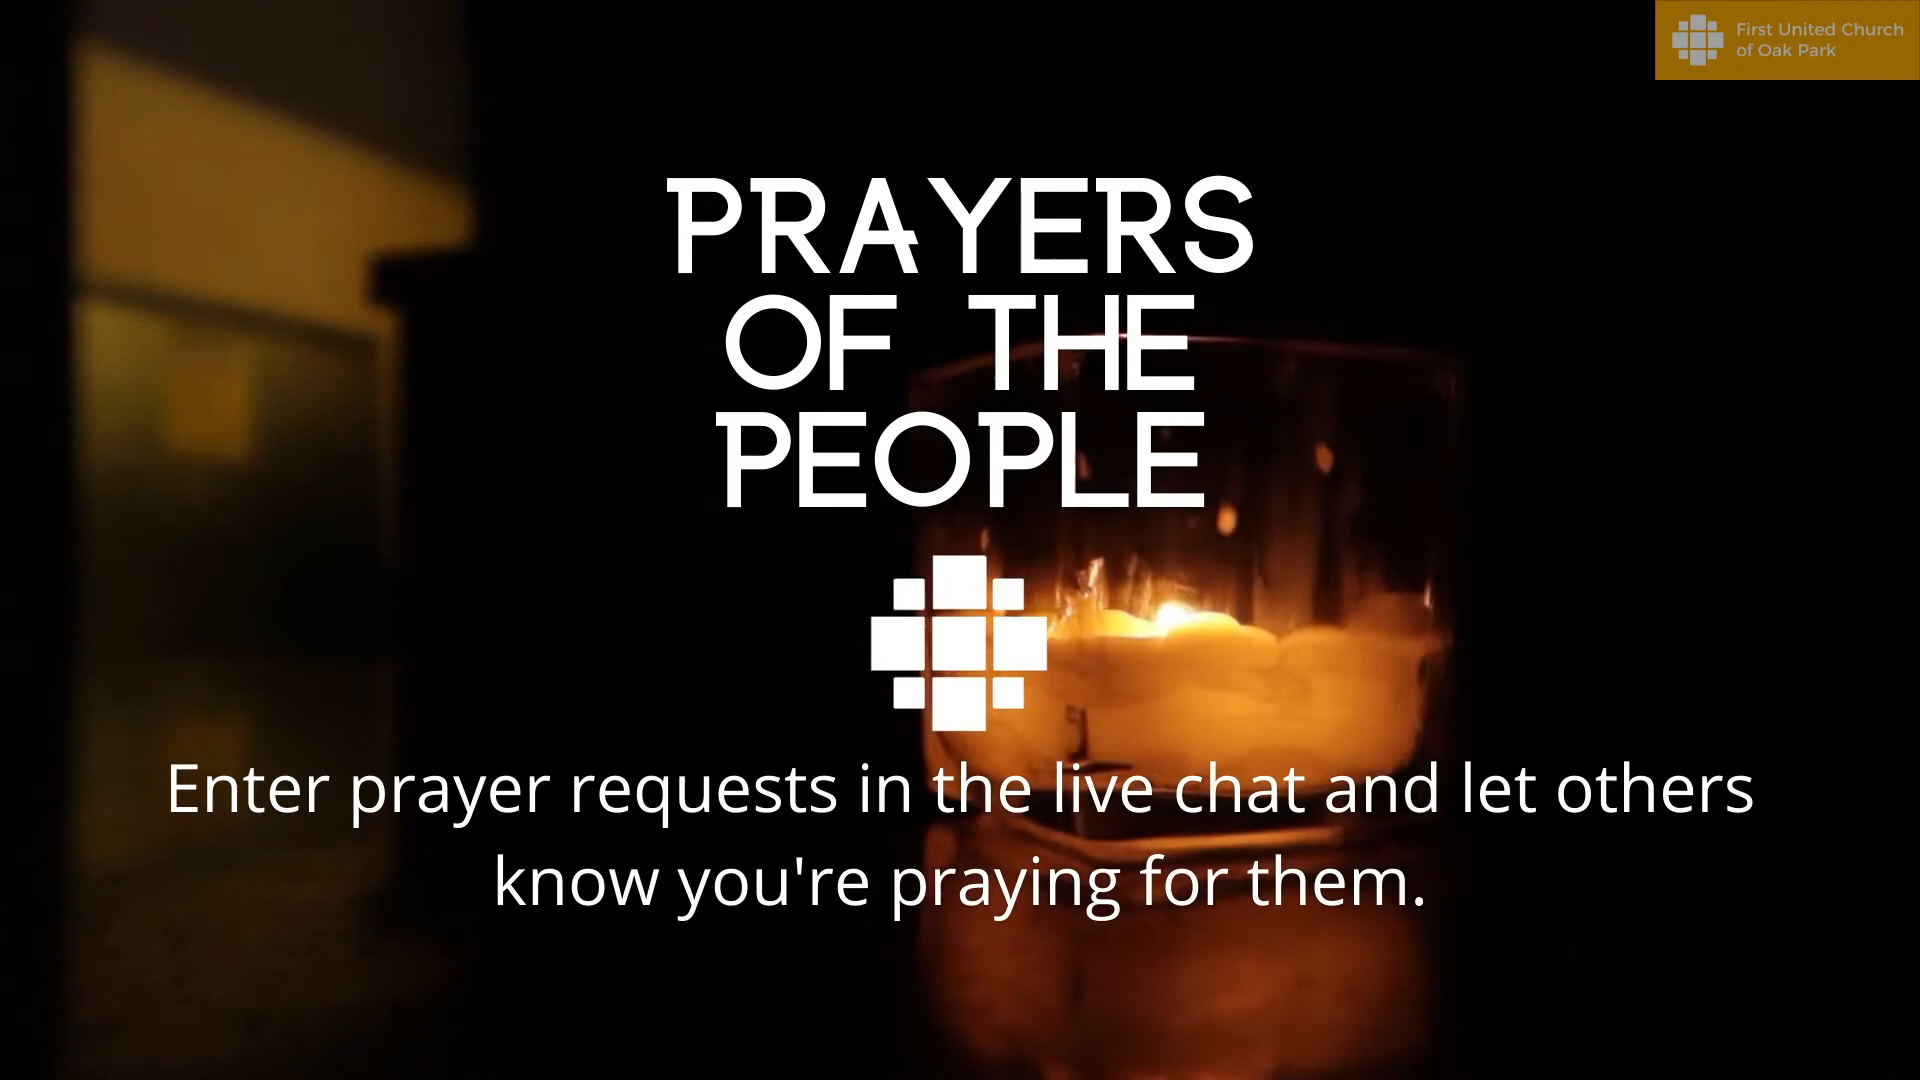 First United Church
of Oak Park
PRAYERS
OF THE
PEOPLE
Enter prayer requests in the live chat and let others
know you're praying for them.